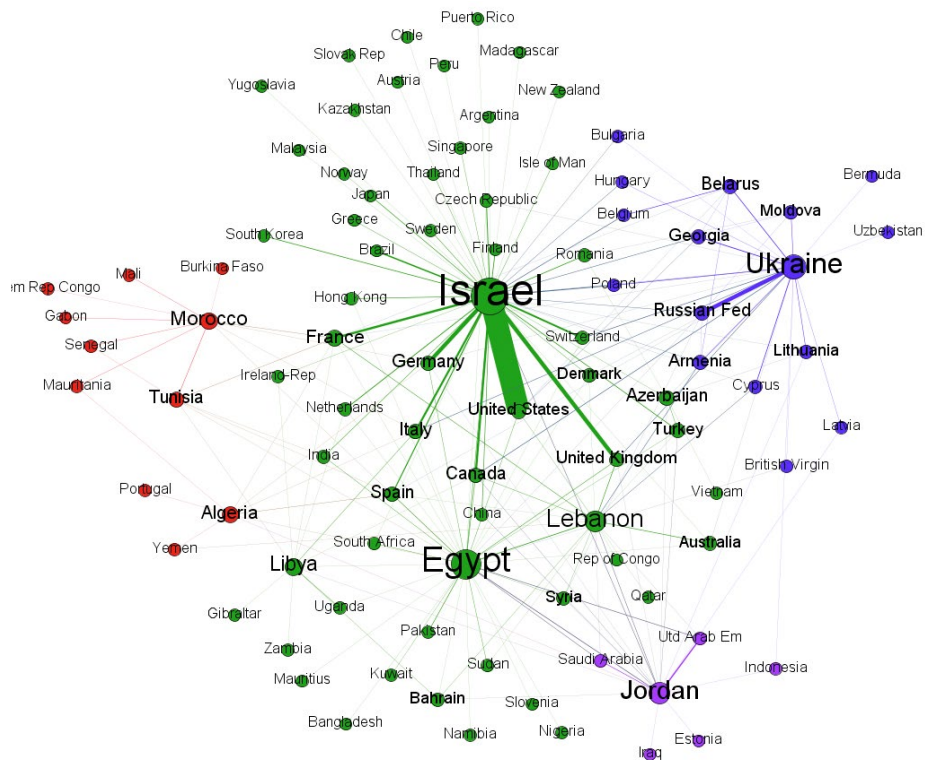 Puerto Rico
Chile
Slovak Rep
Madagascar
Peru
Austria
Yugoslavia
New Zealand
Kazakhstan
Argentina
Bulgaria
Malaysia
Singapore
Isle of Man
Norway
Thailand
Bermuda
Hungary
Belarus
Japan
Czech Republic
Moldova
Belgium
Greece
Sweden
Uzbekistan
South Korea
Georgia
Brazil
Finland
Romania
Ukraine
Burkina Faso
Mali
Israel
Poland
em Rep Congo
Hong Kong
Russian Fed
Gabon
Morocco
France
Switzerland
Senegal
Lithuania
Germany
Armenia
Ireland-Rep
Denmark
Mauritania
Cyprus
Tunisia
Azerbaijan
Netherlands
United States
Italy
Turkey
Latvia
India
United Kingdom
British Virgin
Canada
Portugal
Spain
Vietnam
Algeria
China
Lebanon
Yemen
South Africa
Australia
Egypt
Libya
Rep of Congo
Syria
Qatar
Gibraltar
Uganda
Pakistan
Utd Arab Em
Zambia
Saudi Arabia
Sudan
Indonesia
Mauritius
Kuwait
Jordan
Bahrain
Slovenia
Bangladesh
Namibia
Nigeria
Estonia
Iraq